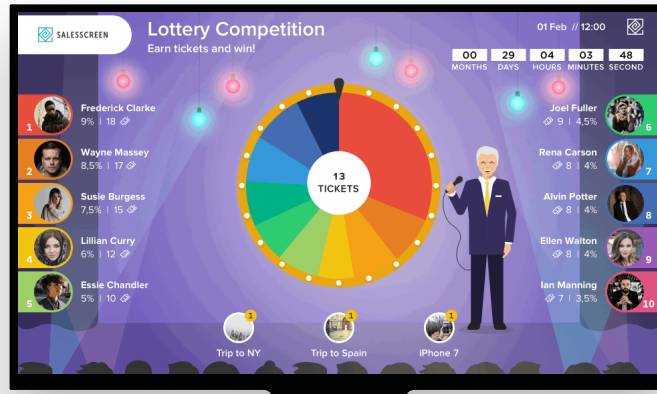 SALESSCREEN
Lottery Competition
Earn tickets and win!
01 Feb // 12:00
00 29 04 03 48
MONTHS DAYS HOURS MINUTES SECOND
1
Frederick Clarke
9% | 18
2
Wayne Massey
8,5% | 17
3
Susie Burgess
7,5% | 15
4
Lillian Curry
6% | 12
5
Essie Chandler
5% | 10
13
TICKETS
Joel Fuller
9 | 4,5%
6
Rena Carson
8 | 4%
7
Alvin Potter
8 | 4%
8
Ellen Walton
8 | 4%
9
Ian Manning
7 | 3,5%
10
1
Trip to NY
1
Trip to Spain
1
iPhone 7